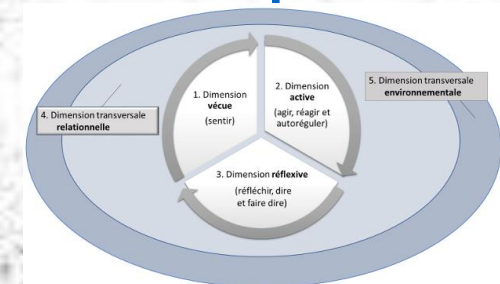 1. Dimension
vécue
(sentir)
2. Dimension
active
(agir, réagir et
autoréguler)
3. Dimension réflexive
(réfléchir, dire
et faire dire)
4. Dimension transversale
relationnelle
5. Dimension transversale
environnementale